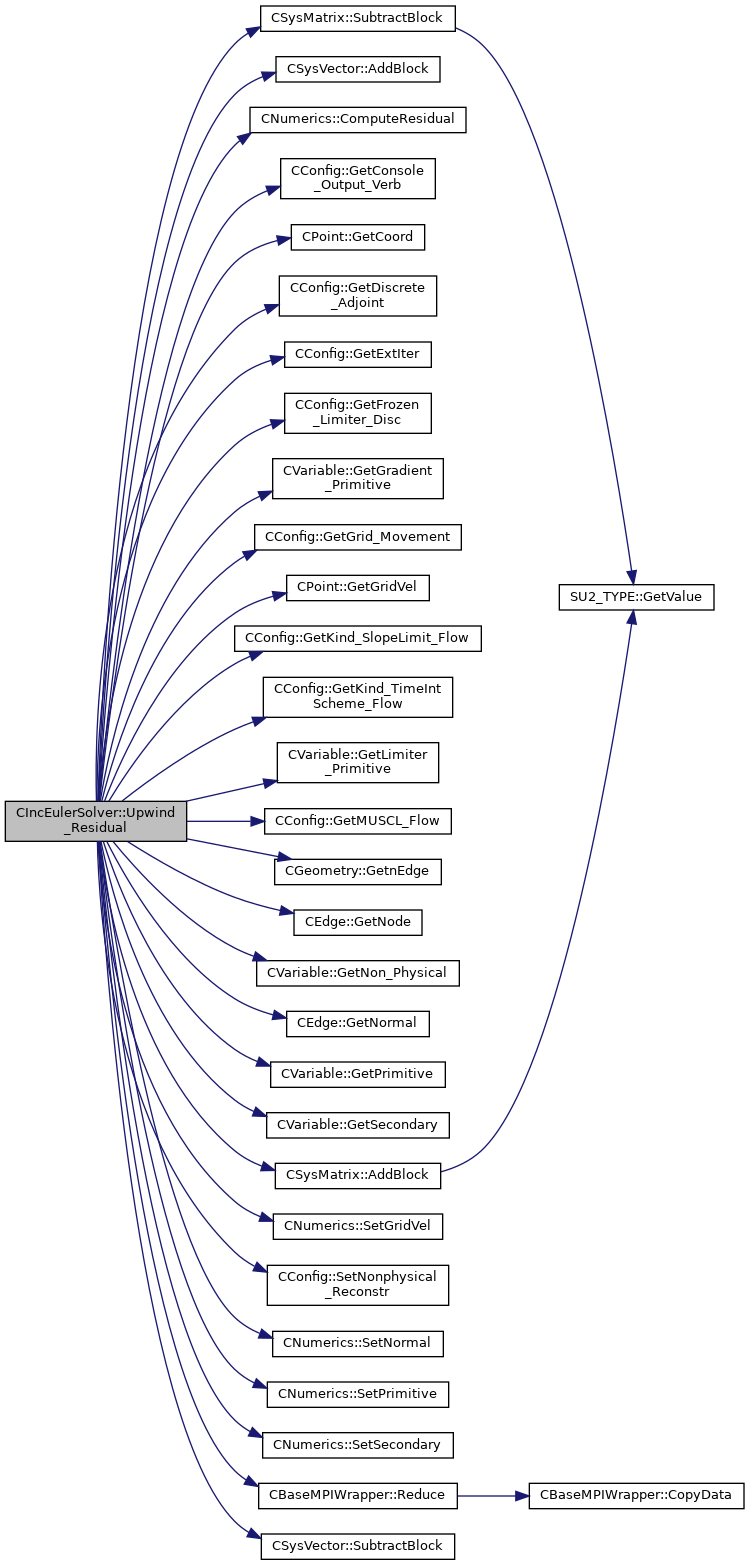 CSysMatrix::SubtractBlock
CSysVector::AddBlock
CNumerics::ComputeResidual
CConfig::GetConsole
_Output_Verb
CPoint::GetCoord
CConfig::GetDiscrete
_Adjoint
CConfig::GetExtIter
CConfig::GetFrozen
_Limiter_Disc
CVariable::GetGradient
_Primitive
CConfig::GetGrid_Movement
CPoint::GetGridVel
SU2_TYPE::GetValue
CConfig::GetKind_SlopeLimit_Flow
CConfig::GetKind_TimeInt
Scheme_Flow
CVariable::GetLimiter
_Primitive
CIncEulerSolver::Upwind
_Residual
CConfig::GetMUSCL_Flow
CGeometry::GetnEdge
CEdge::GetNode
CVariable::GetNon_Physical
CEdge::GetNormal
CVariable::GetPrimitive
CVariable::GetSecondary
CSysMatrix::AddBlock
CNumerics::SetGridVel
CConfig::SetNonphysical
_Reconstr
CNumerics::SetNormal
CNumerics::SetPrimitive
CNumerics::SetSecondary
CBaseMPIWrapper::Reduce
CBaseMPIWrapper::CopyData
CSysVector::SubtractBlock